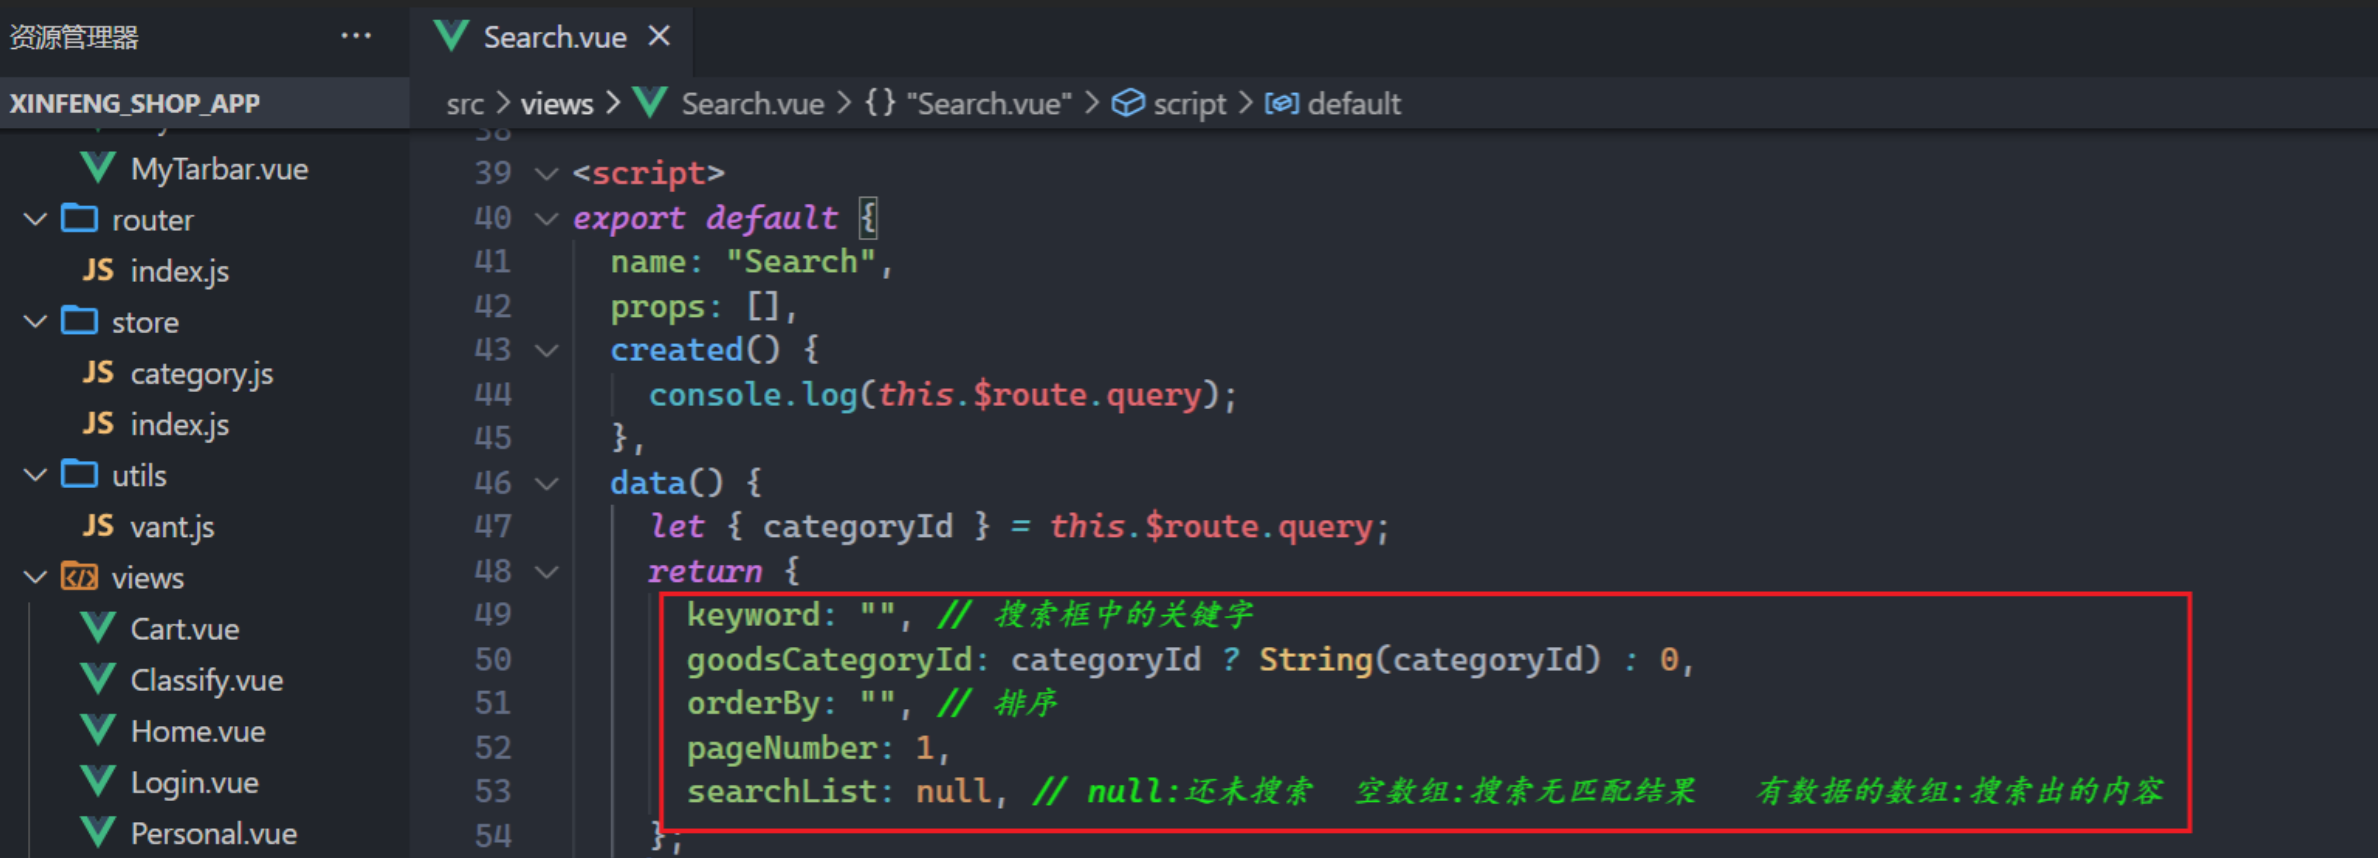 资源管理器 ···
Search.vue ×
XINFENG_SHOP_APP
src > views > Search.vue > {} "Search.vue" > script > default
MyTarbar.vue
router
JS index.js
store
JS category.js
JS index.js
utils
JS vant.js
views
Cart.vue
Classify.vue
Home.vue
Login.vue
Personal.vue
38
39 <script>
40 export default {
41 name: "Search",
42 props: [],
43 created() {
44 console.log(this.$route.query);
45 },
46 data() {
47 let { categoryId } = this.$route.query;
48 return {
49 keyword: "", // 搜索框中的关键字
50 goodsCategoryId: categoryId ? String(categoryId) : 0,
51 orderBy: "", // 排序
52 pageNumber: 1,
53 searchList: null, // null:还未搜索 空数组:搜索无匹配结果 有数据的数组:搜索出的内容
54 };